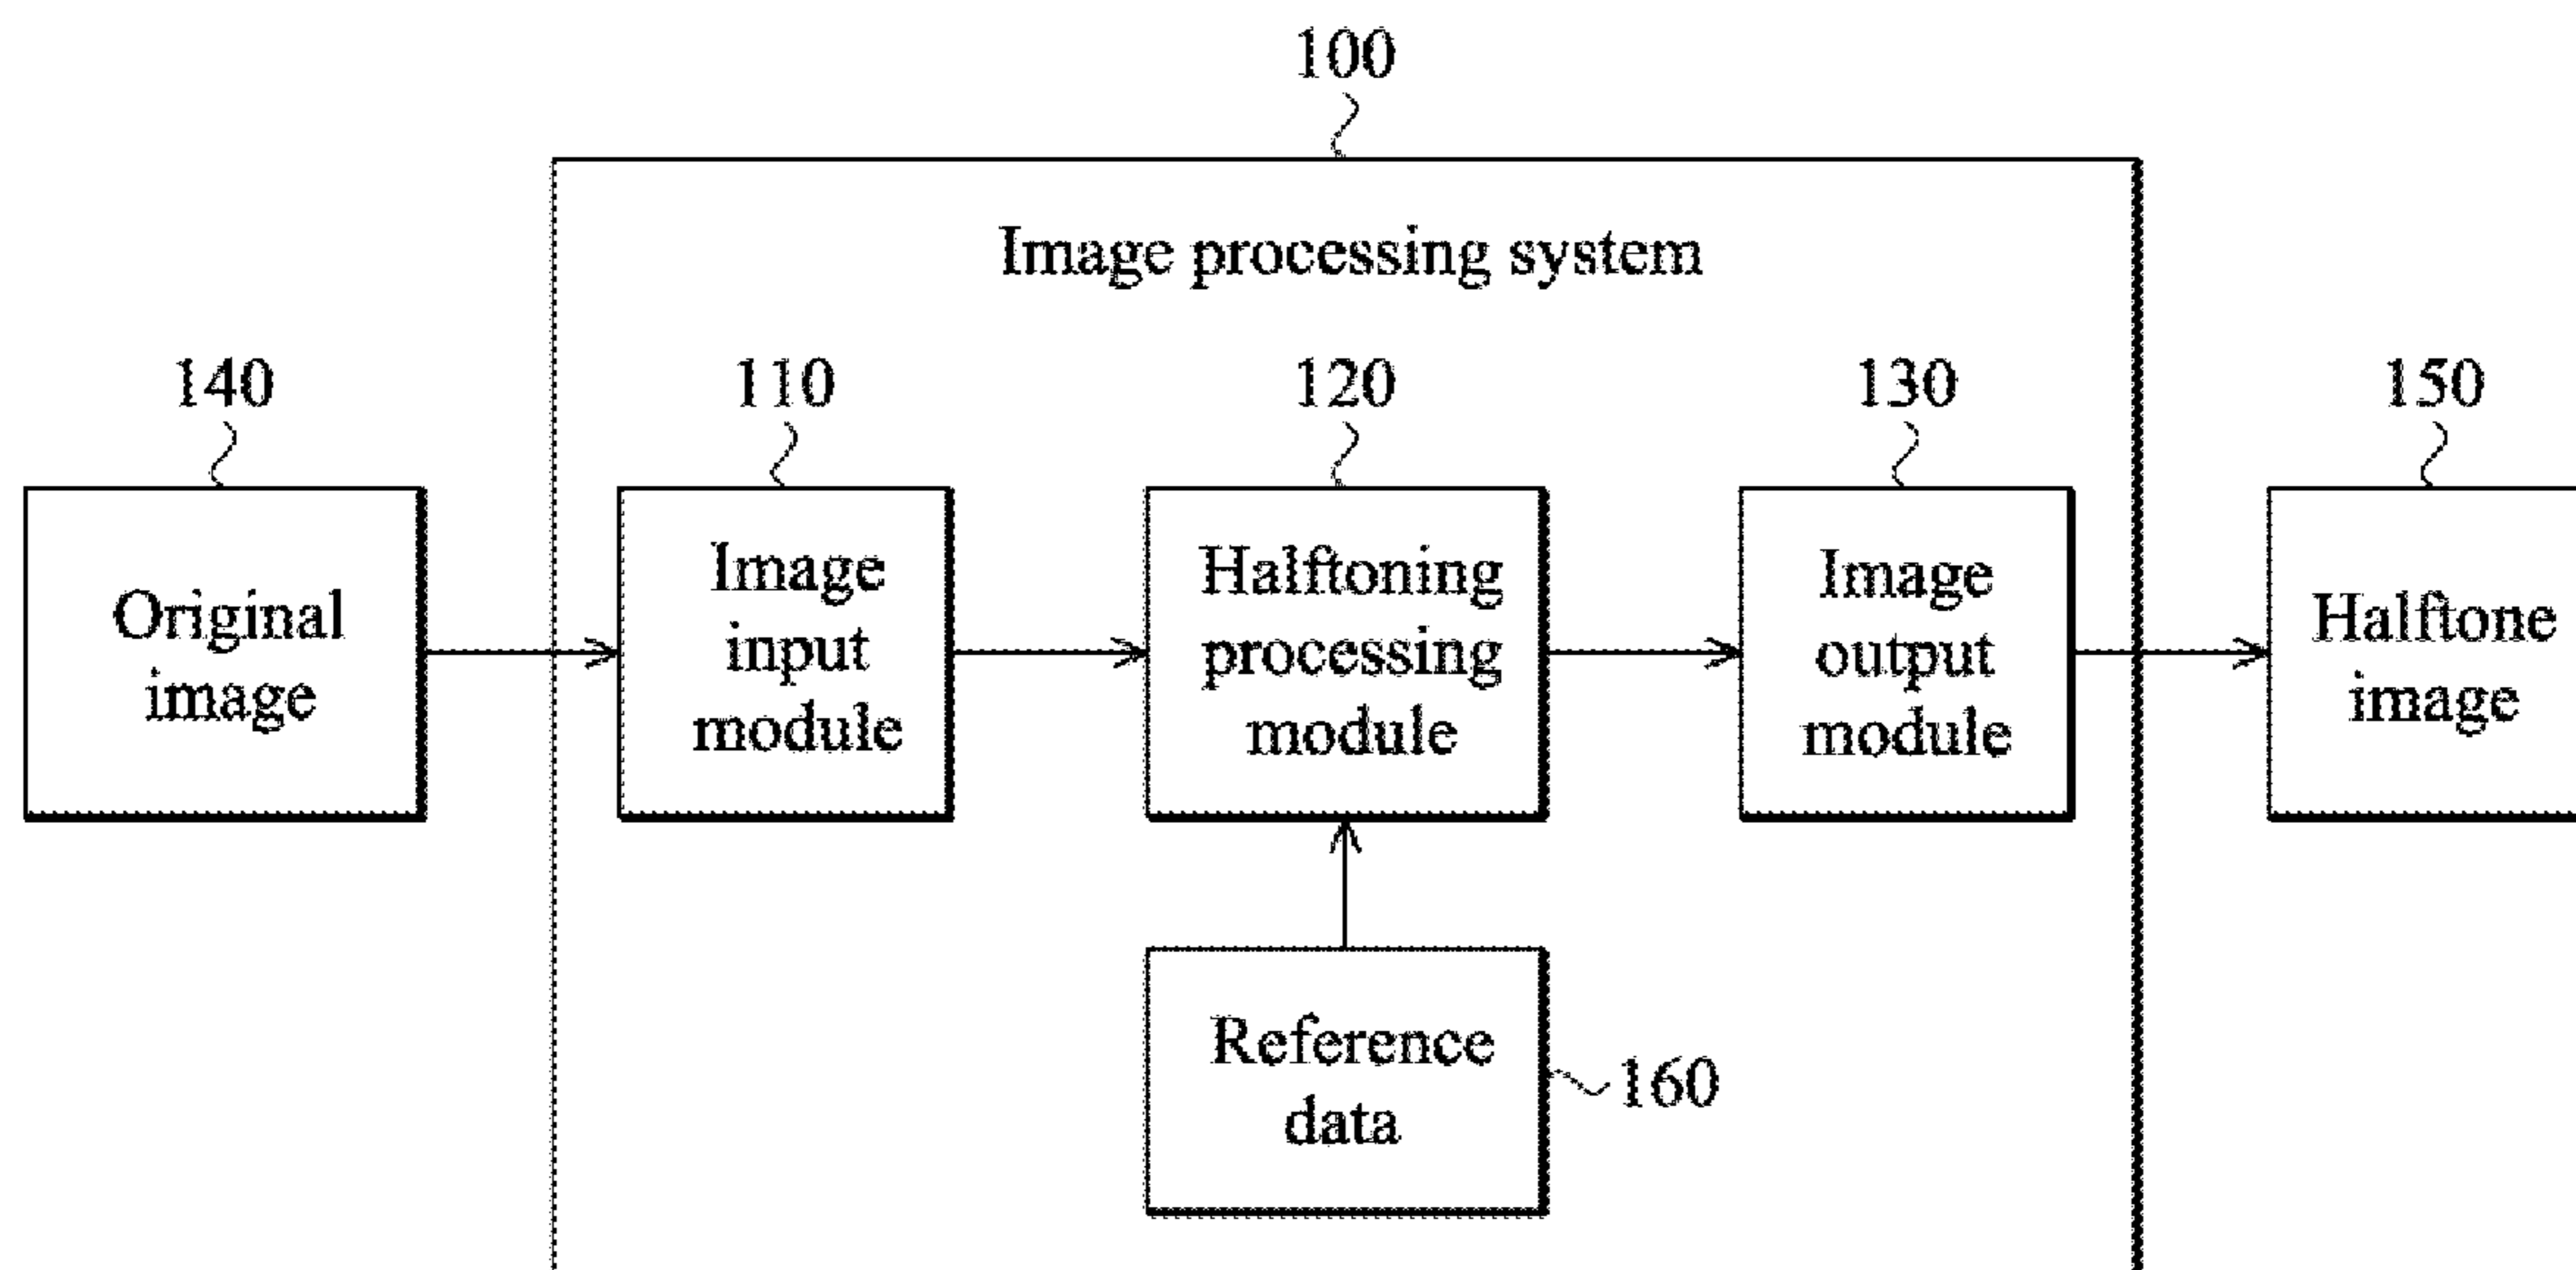 100
Image processing system
140
110
120
130
150
Original
image
Image
input
module
Halftoning
processing
module
Image
output
module
Halftone
image
Reference
data
160